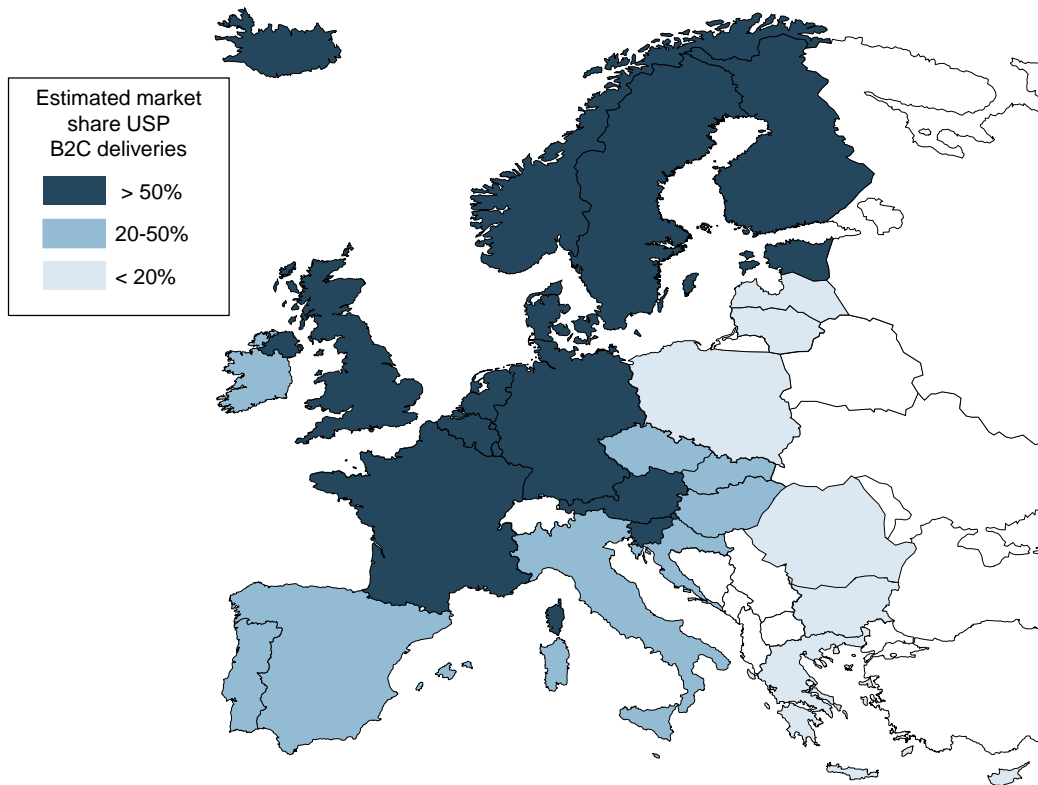 Estimated market
share USP
B2C deliveries
> 50%
20-50%
< 20%